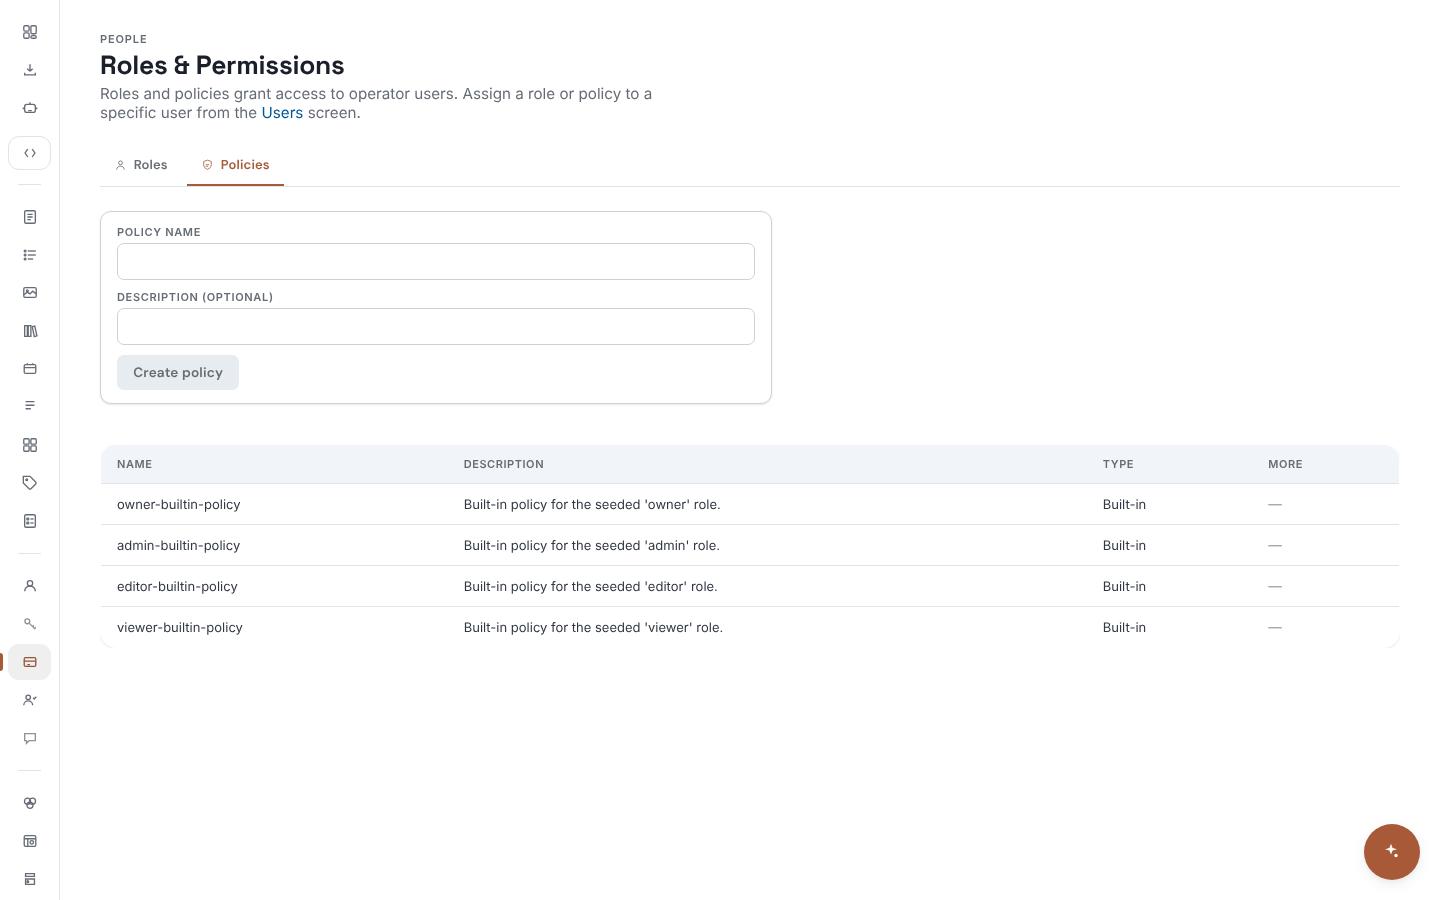 PEOPLE
Roles & Permissions
Roles and policies grant access to operator users. Assign a role or policy to a
specific user from the Users screen.
Roles
Policies
POLICY NAME
DESCRIPTION (OPTIONAL)
Create policy
NAME DESCRIPTION TYPE MORE
owner-builtin-policy Built-in policy for the seeded 'owner' role. Built-in —
admin-builtin-policy Built-in policy for the seeded 'admin' role. Built-in —
editor-builtin-policy Built-in policy for the seeded 'editor' role. Built-in —
viewer-builtin-policy Built-in policy for the seeded 'viewer' role. Built-in —